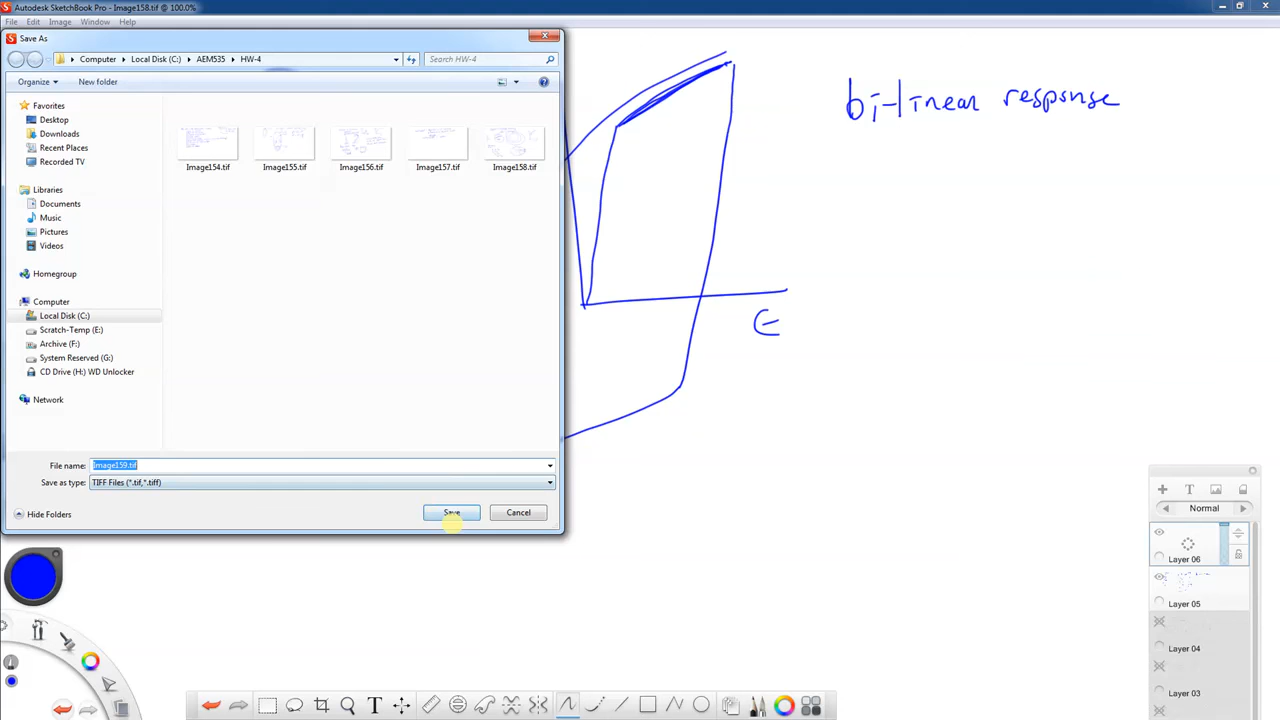 Autodesk SketchBook Pro - Image158.tif @ 100.0%
File Edit Image Window Help
Save As
Computer Local Disk (C:) AEM535 HW-4
Search HW-4
Organize New folder
Favorites
Desktop
Downloads
Recent Places
Recorded TV
Libraries
Documents
Music
Pictures
Videos
Homegroup
Computer
Local Disk (C:)
Scratch-Temp (E:)
Archive (F:)
System Reserved (G:)
CD Drive (H:) WD Unlocker
Network
Image154.tif Image155.tif Image156.tif Image157.tif Image158.tif
File name: Image159.tif
Save as type: TIFF Files (*.tif,*.tiff)
Hide Folders
Save Cancel
bi-linear response
ε
Normal
Layer 06
Layer 05
Layer 04
Layer 03